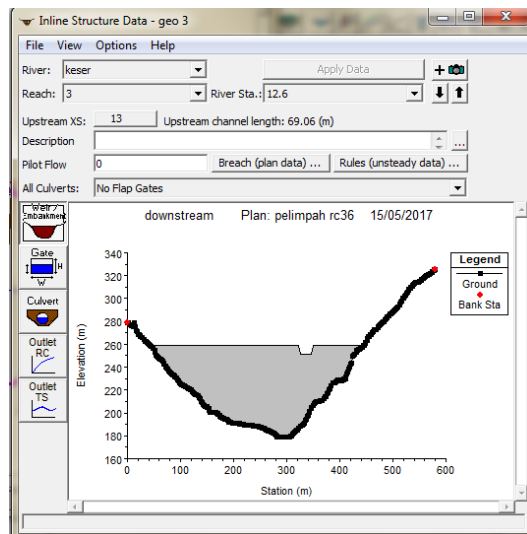 Inline Structure Data - geo 3
File View Options Help
River: keser Apply Data
Reach: 3 River Sta.: 12.6
Upstream XS: 13 Upstream channel length: 69.06 (m)
Description ...
Pilot Flow 0 Breach (plan data) ... Rules (unsteady data) ...
All Culverts: No Flap Gates
Weir/
Embankment
Gate
H
W
Culvert
Outlet
RC
Outlet
TS
downstream Plan: pelimpah rc36 15/05/2017
340
320
300
280
260
240
220
200
180
160
Elevation (m)
0 100 200 300 400 500 600
Station (m)
Legend
Ground
Bank Sta